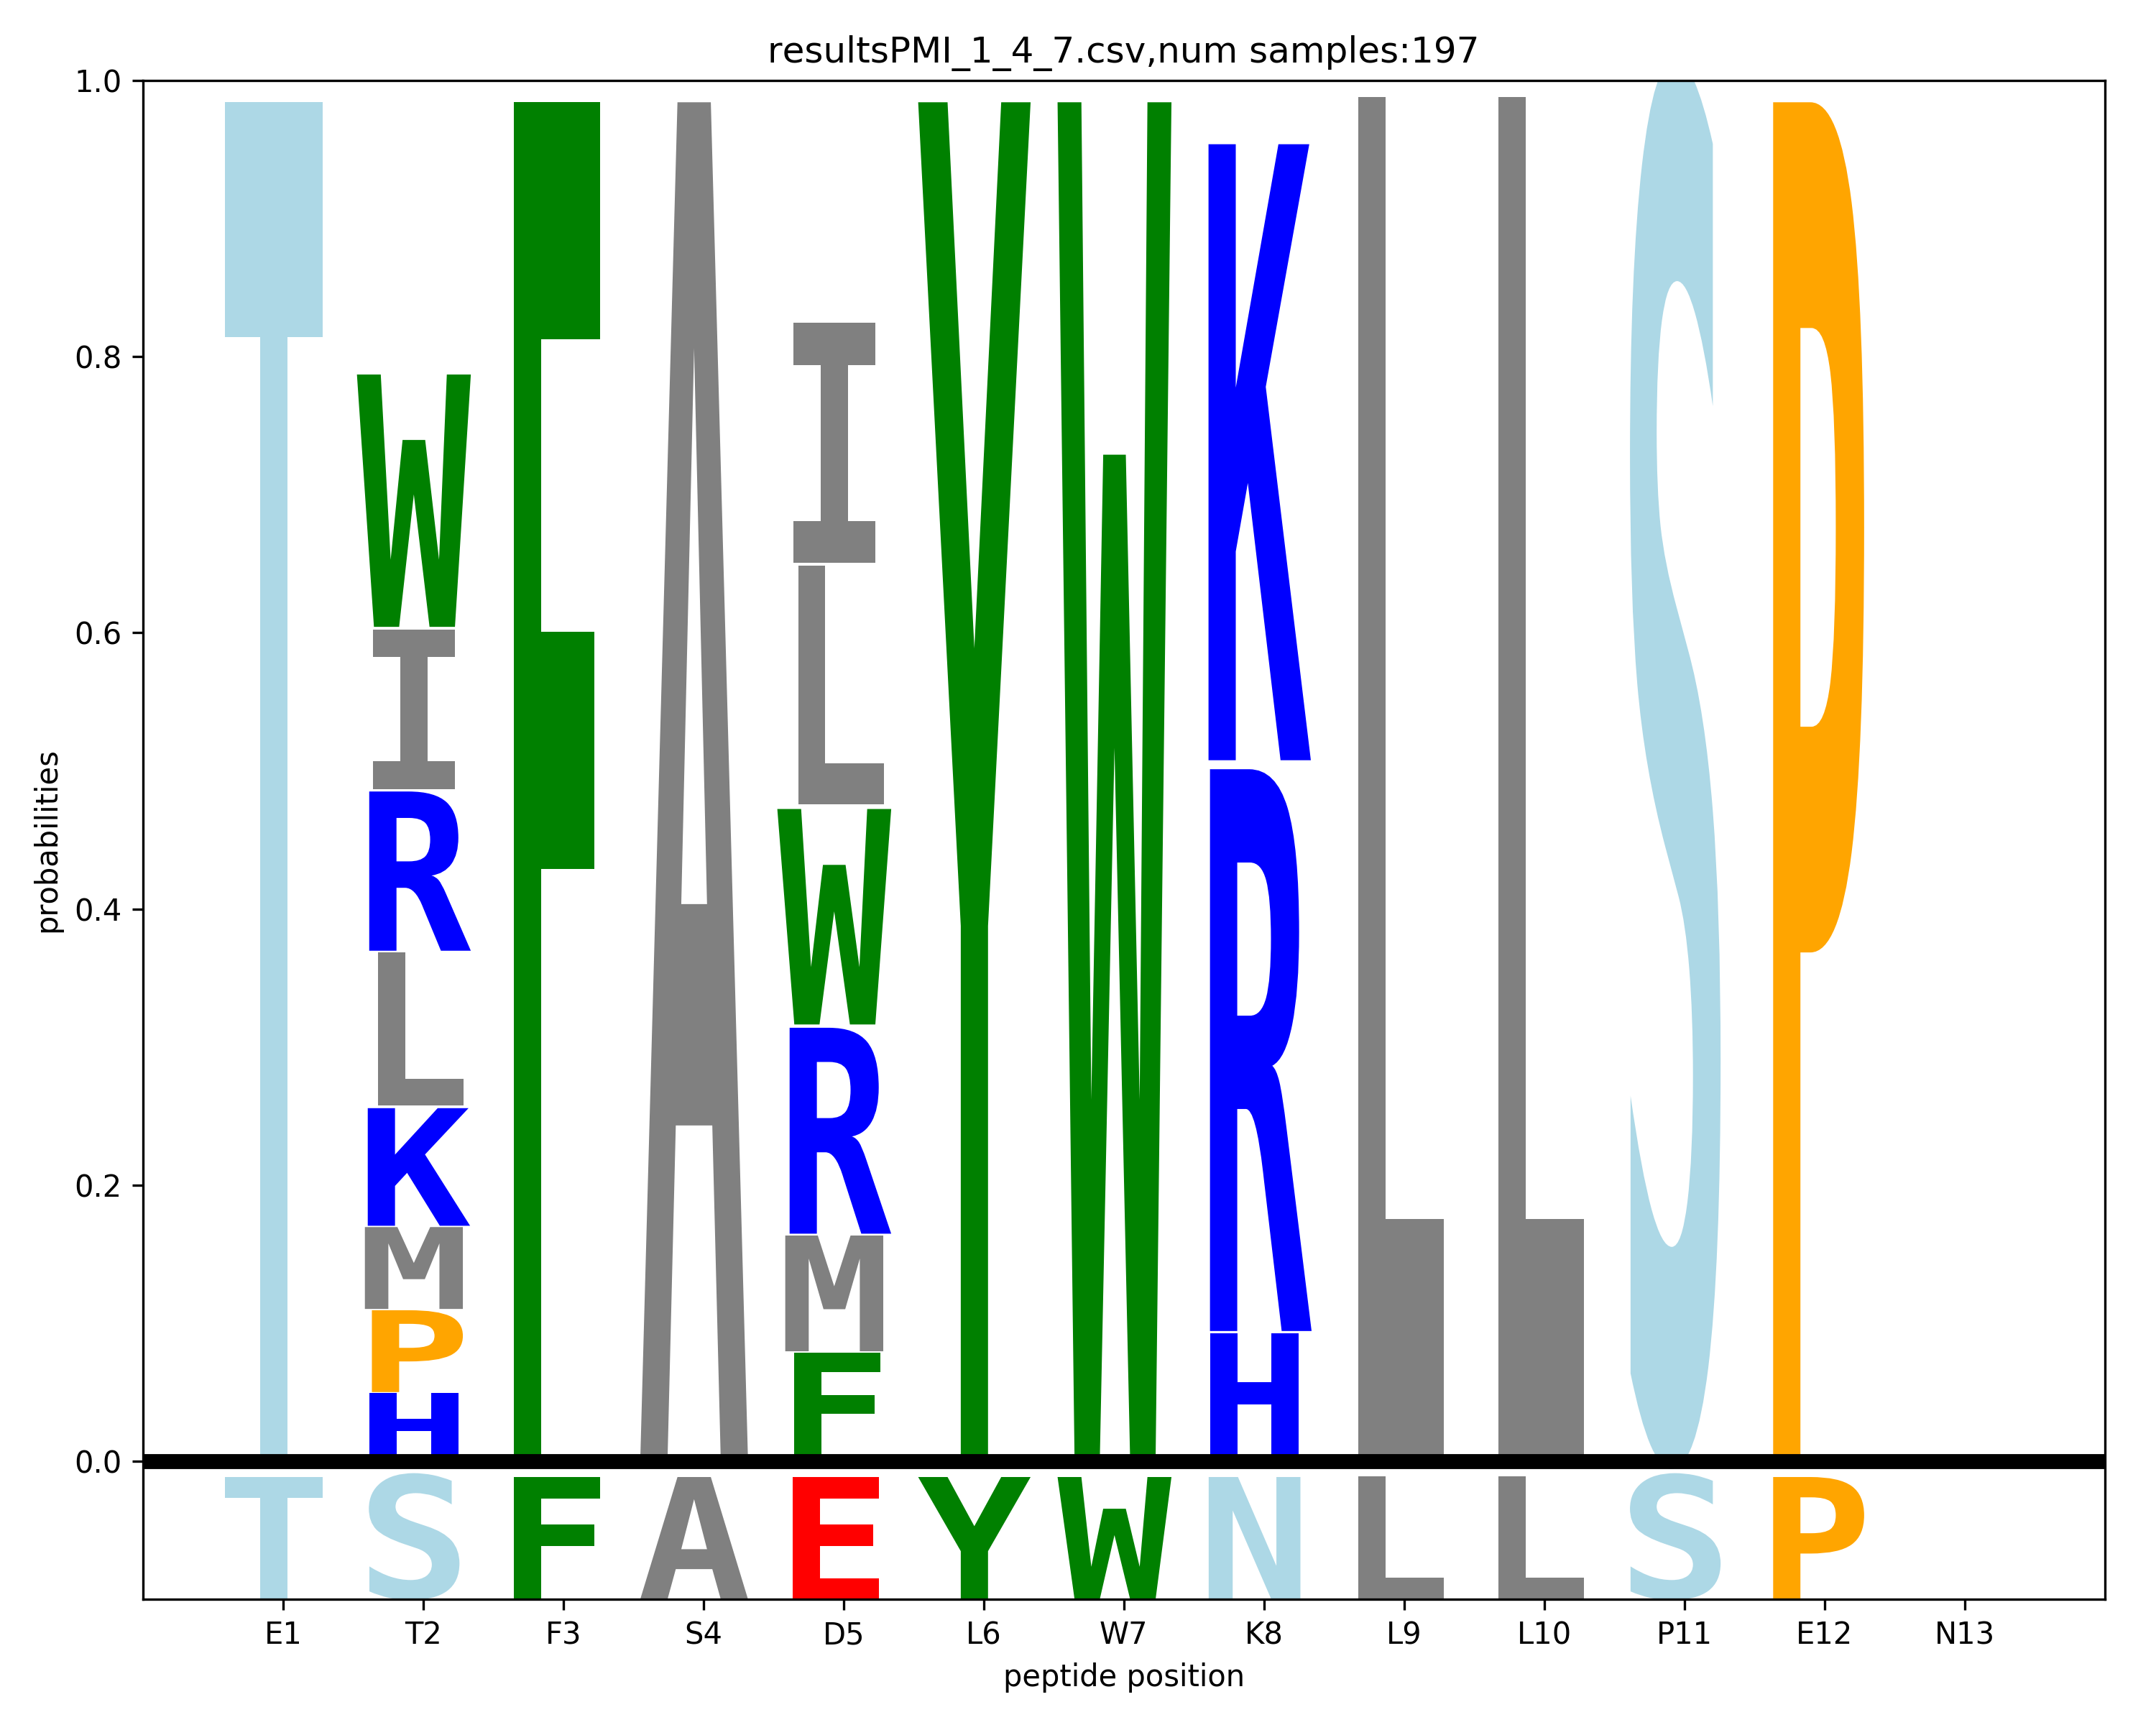 resultsPMI_1_4_7.csv,num samples:197
1.0
0.8
0.6
0.4
0.2
0.0
probabilities
T W I R L K M P H F A I L W R M F Y W K R H L L S P
T S F A E Y W N L L S P
E1 T2 F3 S4 D5 L6 W7 K8 L9 L10 P11 E12 N13
peptide position